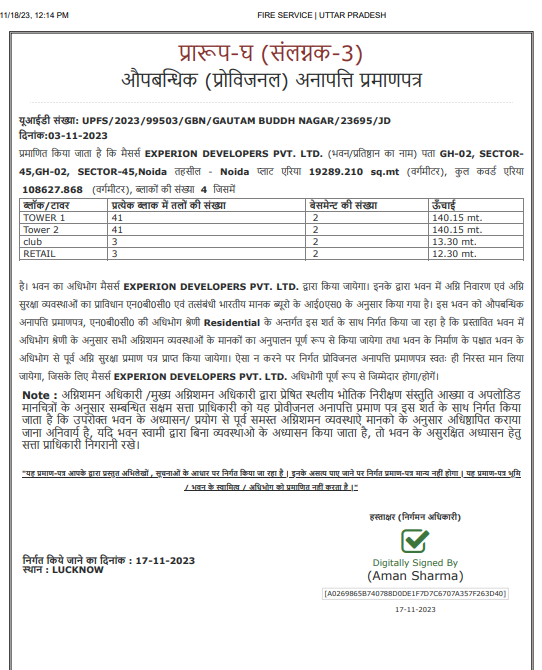 11/18/23, 12:14 PM FIRE SERVICE | UTTAR PRADESH
प्रारूप-घ (संलग्नक-3)
औपबन्धिक (प्रोविजनल) अनापत्ति प्रमाणपत्र
यूआईडी संख्या: UPFS/2023/99503/GBN/GAUTAM BUDDH NAGAR/23695/JD
दिनांक:03-11-2023
प्रमाणित किया जाता है कि मैसर्स EXPERION DEVELOPERS PVT. LTD. (भवन/प्रतिष्ठान का नाम) पता GH-02, SECTOR-
45,GH-02, SECTOR-45,Noida तहसील - Noida प्लाट एरिया 19289.210 sq.mt (वर्गमीटर), कुल कवर्ड एरिया
108627.868 (वर्गमीटर), ब्लाकों की संख्या 4 जिसमें
ब्लॉक/टावर प्रत्येक ब्लाक में तलों की संख्या बेसमेन्ट की संख्या ऊँचाई
TOWER 1 41 2 140.15 mt.
Tower 2 41 2 140.15 mt.
club 3 2 13.30 mt.
RETAIL 3 2 12.30 mt.
है। भवन का अधिभोग मैसर्स EXPERION DEVELOPERS PVT. LTD. द्वारा किया जायेगा। इनके द्वारा भवन में अग्नि निवारण एवं अग्नि
सुरक्षा व्यवस्थाओं का प्राविधान एन0बी0सी0 एवं तत्संबंधी भारतीय मानक ब्यूरो के आई0एस0 के अनुसार किया गया है। इस भवन को औपबन्धिक
अनापत्ति प्रमाणपत्र, एन0बी0सी0 की अधिभोग श्रेणी Residential के अन्तर्गत इस शर्त के साथ निर्गत किया जा रहा है कि प्रस्तावित भवन में
अधिभोग श्रेणी के अनुसार सभी अग्निशमन व्यवस्थाओं के मानकों का अनुपालन पूर्ण रूप से किया जायेगा तथा भवन के निर्माण के पश्चात भवन के
अधिभोग से पूर्व अग्नि सुरक्षा प्रमाण पत्र प्राप्त किया जायेगा। ऐसा न करने पर निर्गत प्रोविजनल अनापत्ति प्रमाणपत्र स्वतः ही निरस्त मान लिया
जायेगा, जिसके लिए मैसर्स EXPERION DEVELOPERS PVT. LTD. अधिभोगी पूर्ण रूप से जिम्मेदार होगा/होगें।
Note : अग्निशमन अधिकारी /मुख्य अग्निशमन अधिकारी द्वारा प्रेषित स्थलीय भौतिक निरीक्षण संस्तुति आख्या व अपलोडिड
मानचित्रों के अनुसार सम्बन्धित सक्षम सत्ता प्राधिकारी को यह प्रोवीजनल अनापत्ति प्रमाण पत्र इस शर्त के साथ निर्गत किया
जाता है कि उपरोक्त भवन के अध्यासन/ प्रयोग से पूर्व समस्त अग्निशमन व्यवस्थाऐं मानकों के अनुसार अधिष्ठापित कराया
जाना अनिवार्य है, यदि भवन स्वामी द्वारा बिना व्यवस्थाओं के अध्यासन किया जाता है, तो भवन के असुरक्षित अध्यासन हेतु
सत्ता प्राधिकारी निगरानी रखे।
"यह प्रमाण-पत्र आपके द्वारा प्रस्तुत अभिलेखों , सूचनाओं के आधार पर निर्गत किया जा रहा है | इनके असत्य पाए जाने पर निर्गत प्रमाण-पत्र मान्य नहीं होगा | यह प्रमाण-पत्र भूमि
/ भवन के स्वामित्व / अधिभोग को प्रमाणित नहीं करता है |"
हस्ताक्षर (निर्गमन अधिकारी)
Digitally Signed By
(Aman Sharma)
[A0269865B740788D0DE1F7D7C6707A357F263D40]
17-11-2023
निर्गत किये जाने का दिनांक : 17-11-2023
स्थान : LUCKNOW